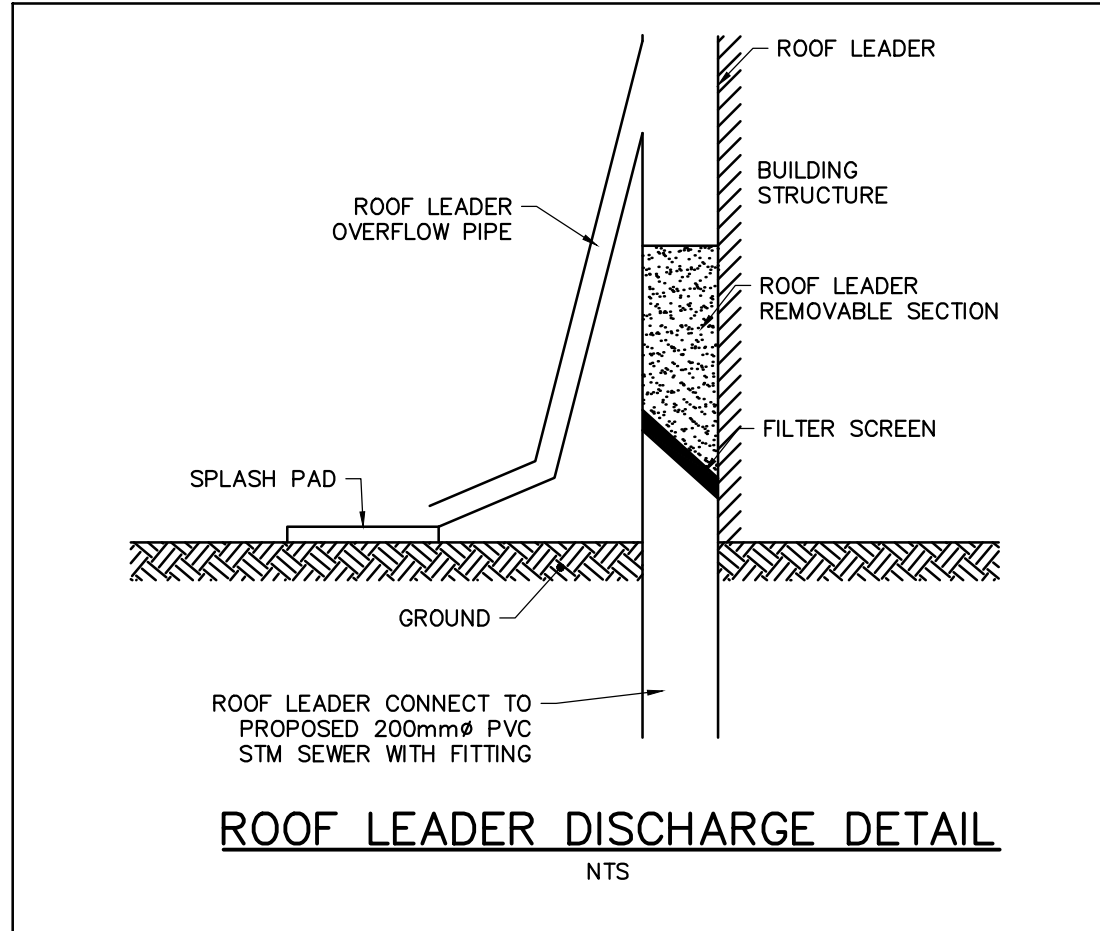 ROOF LEADER
BUILDING
STRUCTURE
ROOF LEADER
OVERFLOW PIPE
ROOF LEADER
REMOVABLE SECTION
FILTER SCREEN
SPLASH PAD
GROUND
ROOF LEADER CONNECT TO
PROPOSED 200mmø PVC
STM SEWER WITH FITTING
ROOF LEADER DISCHARGE DETAIL
NTS